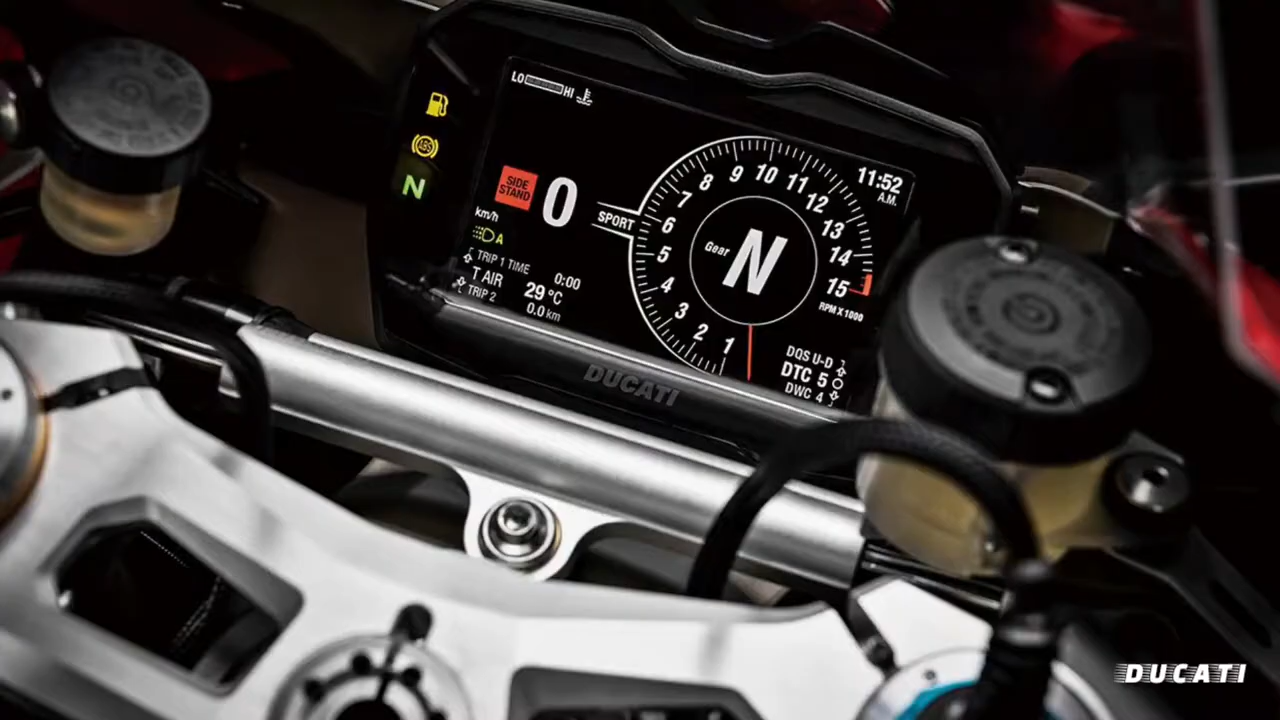 LO HI
ABS
N
11:52
A.M.
SIDE
STAND
0
km/h
A
SPORT
1
2
3
4
5
6
7
8
9
10
11
12
13
14
15
RPM X 1000
Gear
N
TRIP 1 TIME 0:00
T AIR 29 °C
TRIP 2 0.0 km
DQS U-D
DTC 5
DWC 4
DUCATI
DUCATI